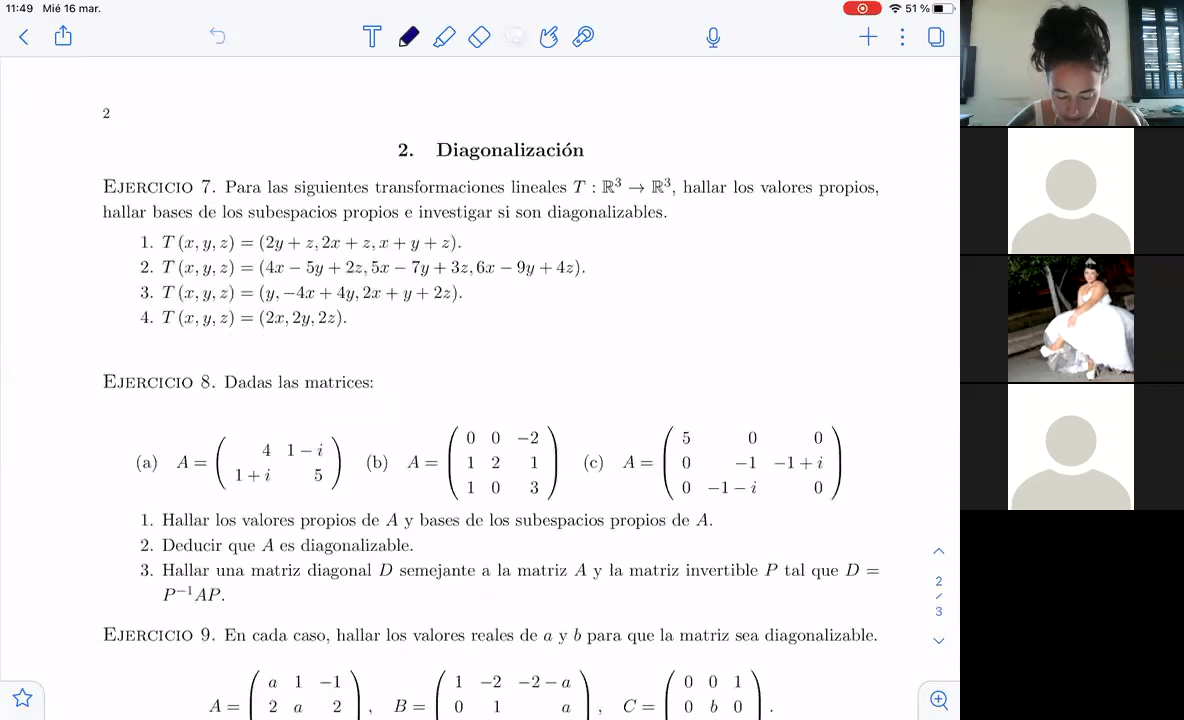 11:49 Mié 16 mar.
51 %
2
2. Diagonalización
EJERCICIO 7. Para las siguientes transformaciones lineales T : ℝ³ → ℝ³, hallar los valores propios,
hallar bases de los subespacios propios e investigar si son diagonalizables.
1. T (x, y, z) = (2y + z, 2x + z, x + y + z).
2. T (x, y, z) = (4x − 5y + 2z, 5x − 7y + 3z, 6x − 9y + 4z).
3. T (x, y, z) = (y, −4x + 4y, 2x + y + 2z).
4. T (x, y, z) = (2x, 2y, 2z).
EJERCICIO 8. Dadas las matrices:
0 0 −2 5 0 0
4 1 − i
(a) A = (b) A = 1 2 1 (c) A = 0 −1 −1 + i
1 + i 5
1 0 3 0 −1 − i 0
1. Hallar los valores propios de A y bases de los subespacios propios de A.
2. Deducir que A es diagonalizable.
3. Hallar una matriz diagonal D semejante a la matriz A y la matriz invertible P tal que D =
P⁻¹AP.
EJERCICIO 9. En cada caso, hallar los valores reales de a y b para que la matriz sea diagonalizable.
a 1 −1 1 −2 −2 − a 0 0 1
A = 2 a 2 , B = 0 1 a , C = 0 b 0 .
2
/
3